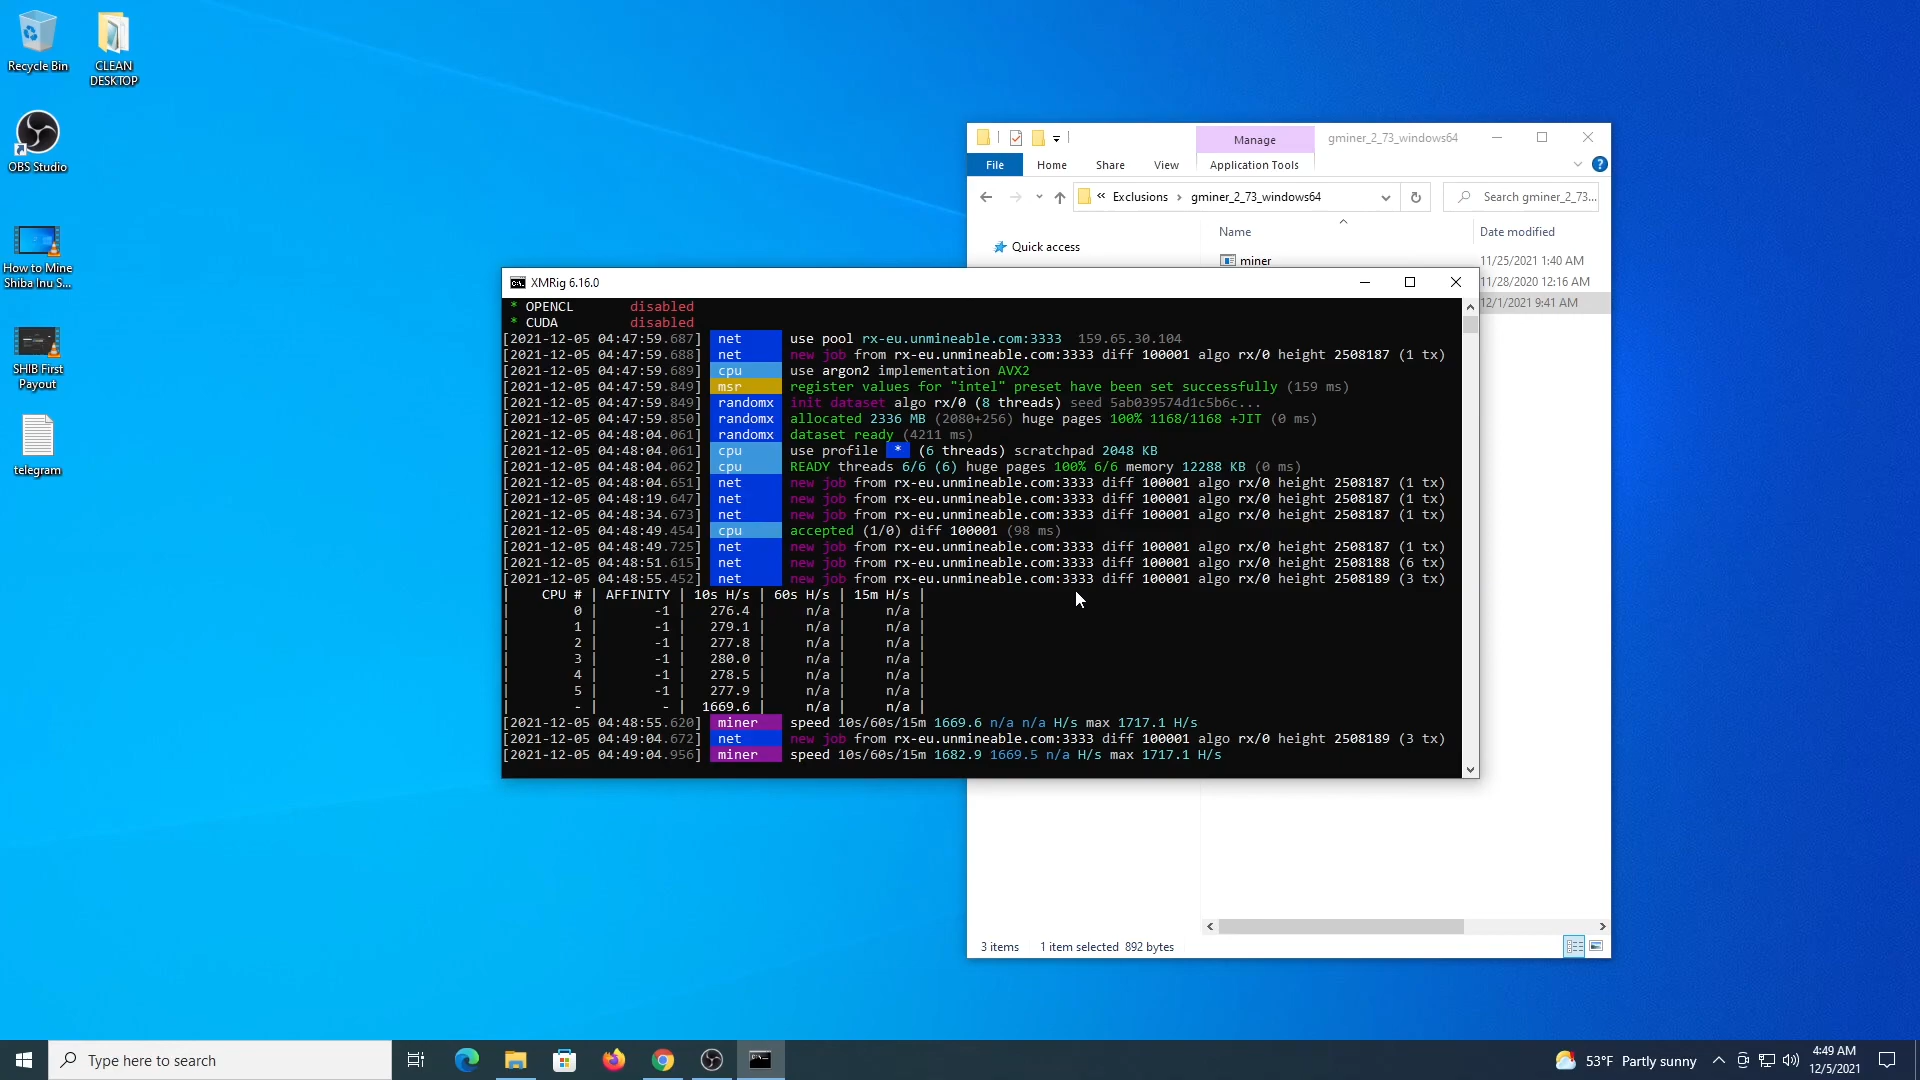 Recycle Bin
CLEAN
DESKTOP
OBS Studio
How to Mine
Shiba Inu S...
SHIB First
Payout
telegram
Manage
gminer_2_73_windows64
File
Home
Share
View
Application Tools
« Exclusions > gminer_2_73_windows64
Search gminer_2_73...
Name
Date modified
Quick access
miner
11/25/2021 1:40 AM
11/28/2020 12:16 AM
12/1/2021 9:41 AM
XMRig 6.16.0
* OPENCL disabled
* CUDA disabled
[2021-12-05 04:47:59.687] net use pool rx-eu.unmineable.com:3333 159.65.30.104
[2021-12-05 04:47:59.688] net new job from rx-eu.unmineable.com:3333 diff 100001 algo rx/0 height 2508187 (1 tx)
[2021-12-05 04:47:59.689] cpu use argon2 implementation AVX2
[2021-12-05 04:47:59.849] msr register values for "intel" preset have been set successfully (159 ms)
[2021-12-05 04:47:59.849] randomx init dataset algo rx/0 (8 threads) seed 5ab039574d1c5b6c...
[2021-12-05 04:47:59.850] randomx allocated 2336 MB (2080+256) huge pages 100% 1168/1168 +JIT (0 ms)
[2021-12-05 04:48:04.061] randomx dataset ready (4211 ms)
[2021-12-05 04:48:04.061] cpu use profile * (6 threads) scratchpad 2048 KB
[2021-12-05 04:48:04.062] cpu READY threads 6/6 (6) huge pages 100% 6/6 memory 12288 KB (0 ms)
[2021-12-05 04:48:04.651] net new job from rx-eu.unmineable.com:3333 diff 100001 algo rx/0 height 2508187 (1 tx)
[2021-12-05 04:48:19.647] net new job from rx-eu.unmineable.com:3333 diff 100001 algo rx/0 height 2508187 (1 tx)
[2021-12-05 04:48:34.673] net new job from rx-eu.unmineable.com:3333 diff 100001 algo rx/0 height 2508187 (1 tx)
[2021-12-05 04:48:49.454] cpu accepted (1/0) diff 100001 (98 ms)
[2021-12-05 04:48:49.725] net new job from rx-eu.unmineable.com:3333 diff 100001 algo rx/0 height 2508187 (1 tx)
[2021-12-05 04:48:51.615] net new job from rx-eu.unmineable.com:3333 diff 100001 algo rx/0 height 2508188 (6 tx)
[2021-12-05 04:48:55.452] net new job from rx-eu.unmineable.com:3333 diff 100001 algo rx/0 height 2508189 (3 tx)
| CPU # | AFFINITY | 10s H/s | 60s H/s | 15m H/s |
| 0 | -1 | 276.4 | n/a | n/a |
| 1 | -1 | 279.1 | n/a | n/a |
| 2 | -1 | 277.8 | n/a | n/a |
| 3 | -1 | 280.0 | n/a | n/a |
| 4 | -1 | 278.5 | n/a | n/a |
| 5 | -1 | 277.9 | n/a | n/a |
| - | - | 1669.6 | n/a | n/a |
[2021-12-05 04:48:55.620] miner speed 10s/60s/15m 1669.6 n/a n/a H/s max 1717.1 H/s
[2021-12-05 04:49:04.672] net new job from rx-eu.unmineable.com:3333 diff 100001 algo rx/0 height 2508189 (3 tx)
[2021-12-05 04:49:04.956] miner speed 10s/60s/15m 1682.9 1669.5 n/a H/s max 1717.1 H/s
3 items
1 item selected 892 bytes
Type here to search
53°F Partly sunny
4:49 AM
12/5/2021